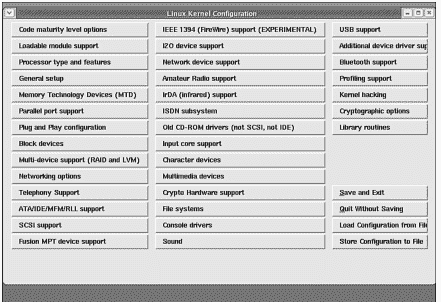 Linux Kernel Configuration
Code maturity level options
Loadable module support
Processor type and features
General setup
Memory Technology Devices (MTD)
Parallel port support
Plug and Play configuration
Block devices
Multi-device support (RAID and LVM)
Networking options
Telephony Support
ATA/IDE/MFM/RLL support
SCSI support
Fusion MPT device support
IEEE 1394 (FireWire) support (EXPERIMENTAL)
I2O device support
Network device support
Amateur Radio support
IrDA (infrared) support
ISDN subsystem
Old CD-ROM drivers (not SCSI, not IDE)
Input core support
Character devices
Multimedia devices
Crypto Hardware support
File systems
Console drivers
Sound
USB support
Additional device driver sup
Bluetooth support
Profiling support
Kernel hacking
Cryptographic options
Library routines
Save and Exit
Quit Without Saving
Load Configuration from File
Store Configuration to File